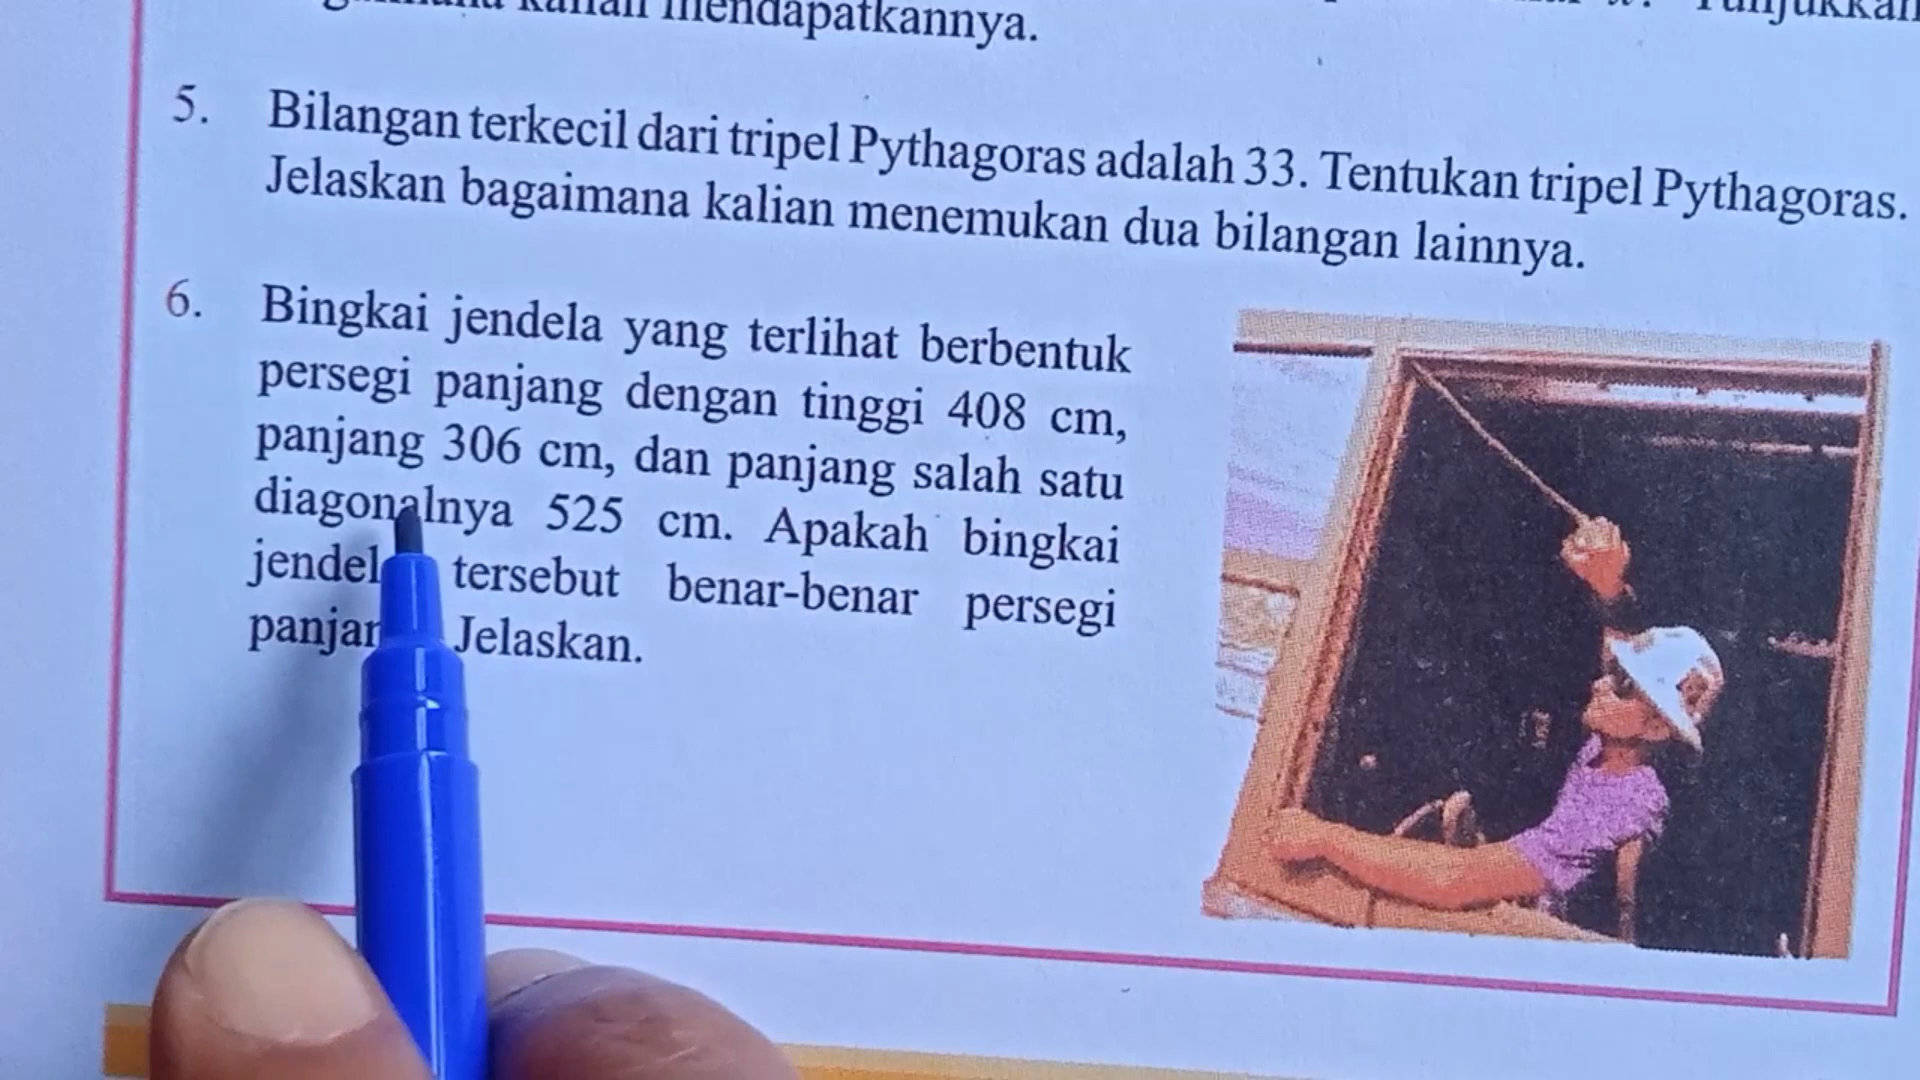 kalian mendapatkannya.
5. Bilangan terkecil dari tripel Pythagoras adalah 33. Tentukan tripel Pythagoras.
Jelaskan bagaimana kalian menemukan dua bilangan lainnya.
6. Bingkai jendela yang terlihat berbentuk
persegi panjang dengan tinggi 408 cm,
panjang 306 cm, dan panjang salah satu
diagonalnya 525 cm. Apakah bingkai
jendel tersebut benar-benar persegi
panjan Jelaskan.